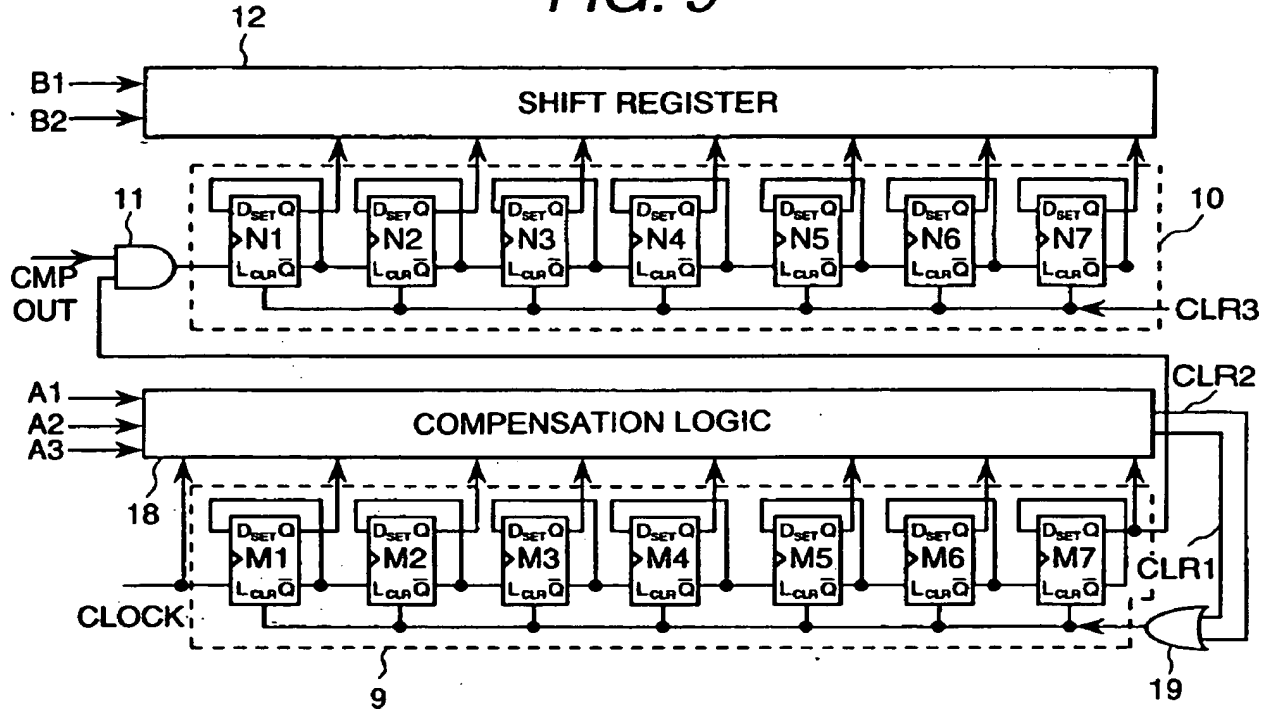 FIG. 9
12
B1
B2
SHIFT REGISTER
11
10
CMP
OUT
DSET Q DSET Q DSET Q DSET Q DSET Q DSET Q DSET Q
N1 N2 N3 N4 N5 N6 N7
LCLR Q̅ LCLR Q̅ LCLR Q̅ LCLR Q̅ LCLR Q̅ LCLR Q̅ LCLR Q̅
CLR3
A1
A2
A3
COMPENSATION LOGIC
CLR2
18
DSET Q DSET Q DSET Q DSET Q DSET Q DSET Q DSET Q
M1 M2 M3 M4 M5 M6 M7
LCLR Q̅ LCLR Q̅ LCLR Q̅ LCLR Q̅ LCLR Q̅ LCLR Q̅ LCLR Q̅
CLR1
CLOCK
9
19